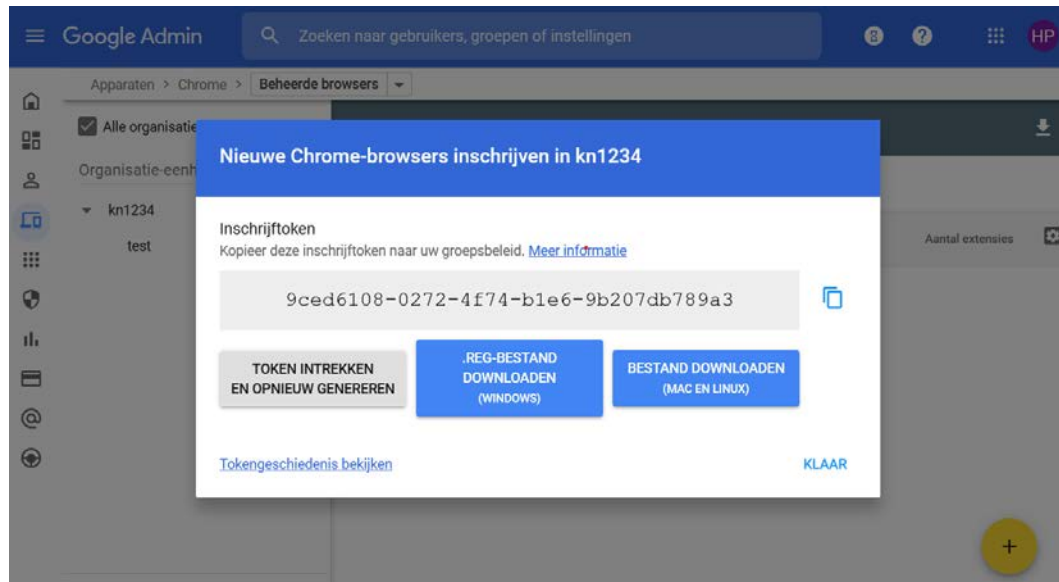 Google Admin
Zoeken naar gebruikers, groepen of instellingen
HP
Apparaten > Chrome > Beheerde browsers
Alle organisatie
Organisatie-eenh
kn1234
test
Aantal extensies
Nieuwe Chrome-browsers inschrijven in kn1234
Inschrijftoken
Kopieer deze inschrijftoken naar uw groepsbeleid. Meer informatie
9ced6108-0272-4f74-b1e6-9b207db789a3
TOKEN INTREKKEN
EN OPNIEUW GENEREREN
.REG-BESTAND
DOWNLOADEN
(WINDOWS)
BESTAND DOWNLOADEN
(MAC EN LINUX)
Tokengeschiedenis bekijken
KLAAR